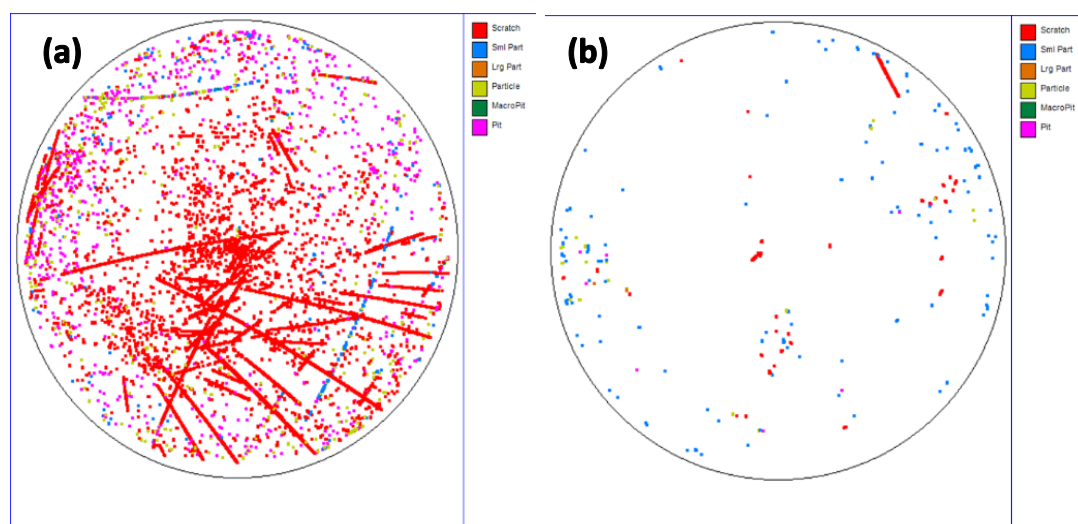 (a)
Scratch
Sml Part
Lrg Part
Particle
MacroPit
Pit
(b)
Scratch
Sml Part
Lrg Part
Particle
MacroPit
Pit